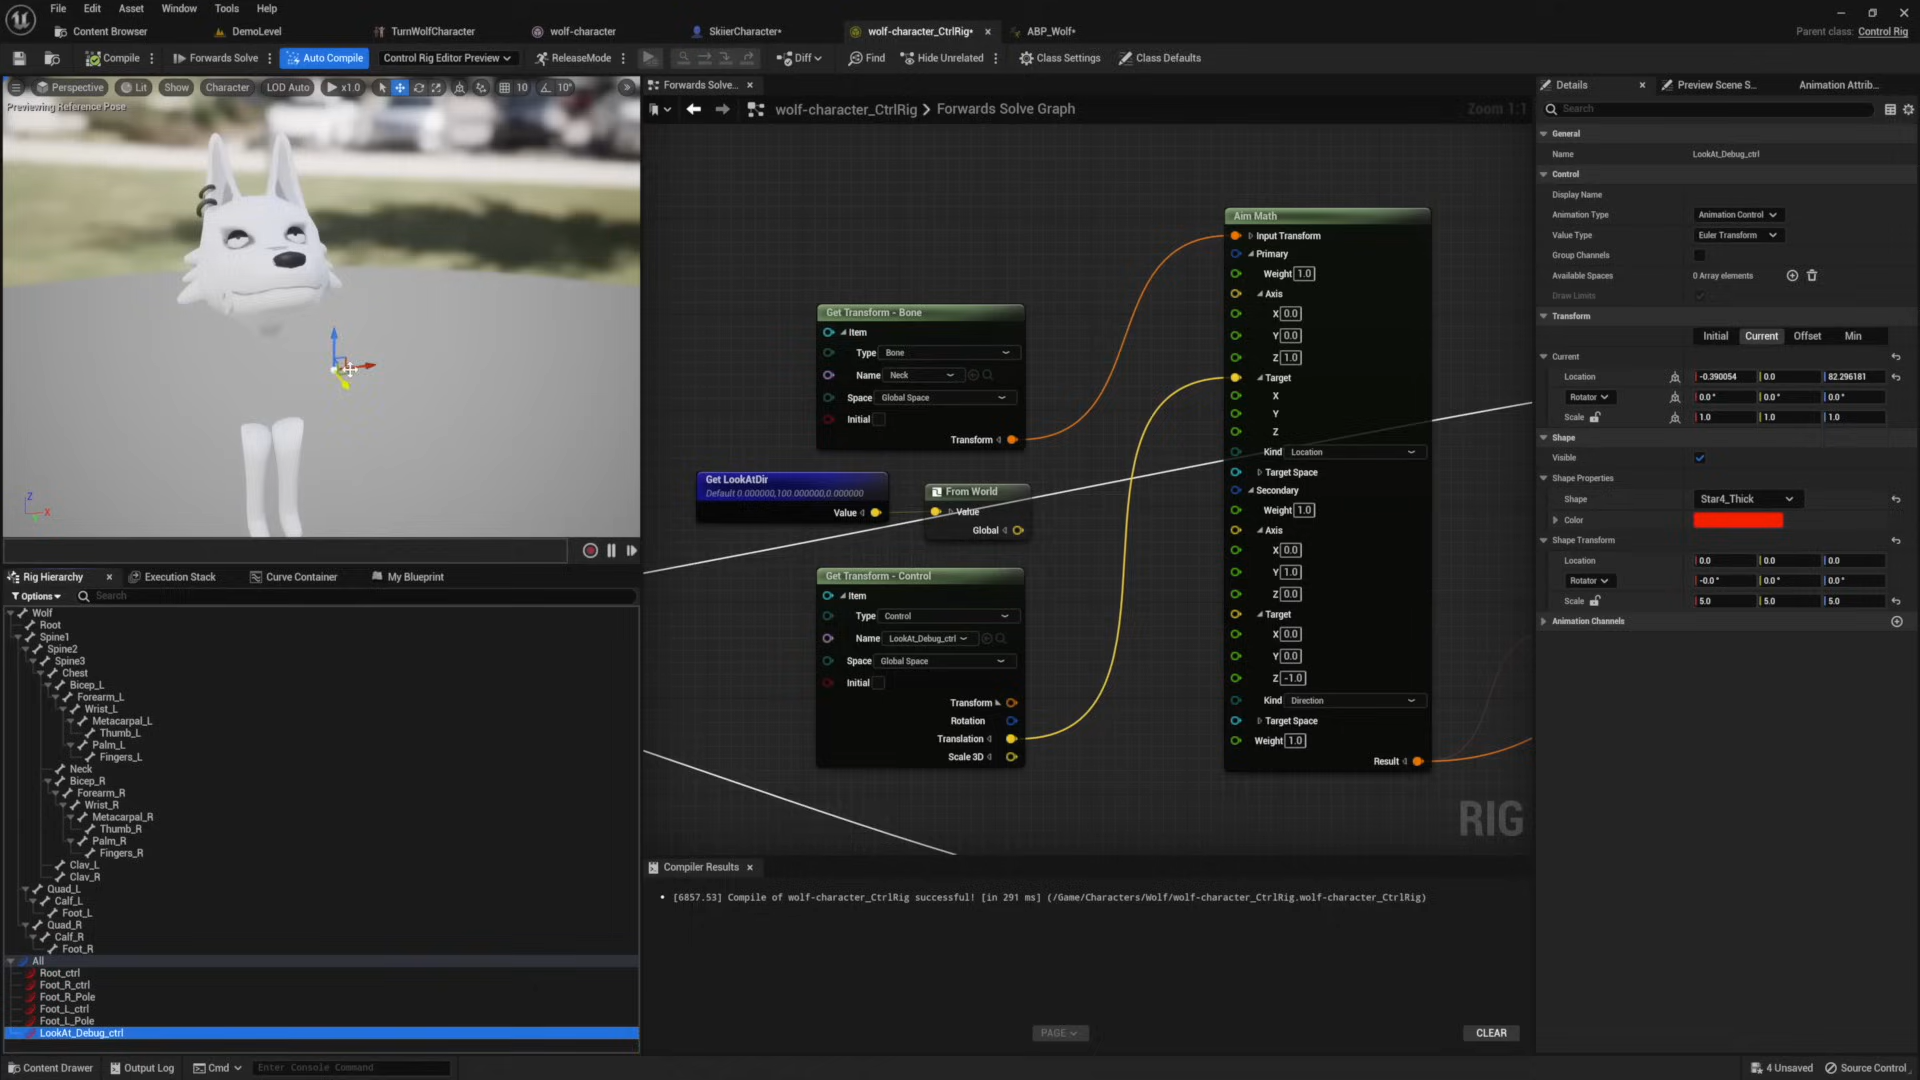 File Edit Asset Window Tools Help
Content Browser DemoLevel TurnWolfCharacter wolf-character SkiierCharacter* wolf-character_CtrlRig* ABP_Wolf*
Parent class: Control Rig
Compile Forwards Solve Auto Compile Control Rig Editor Preview ReleaseMode Diff Find Hide Unrelated Class Settings Class Defaults
Perspective Lit Show Character LOD Auto x1.0 10 10°
Previewing Reference Pose
Z
X
Rig Hierarchy Execution Stack Curve Container My Blueprint
Options Search
Wolf
Root
Spine1
Spine2
Spine3
Chest
Bicep_L
Forearm_L
Wrist_L
Metacarpal_L
Thumb_L
Palm_L
Fingers_L
Neck
Bicep_R
Forearm_R
Wrist_R
Metacarpal_R
Thumb_R
Palm_R
Fingers_R
Clav_L
Clav_R
Quad_L
Calf_L
Foot_L
Quad_R
Calf_R
Foot_R
All
Root_ctrl
Foot_R_ctrl
Foot_R_Pole
Foot_L_ctrl
Foot_L_Pole
LookAt_Debug_ctrl
Forwards Solve...
wolf-character_CtrlRig > Forwards Solve Graph
Zoom 1:1
Get Transform - Bone
Item
Type Bone
Name Neck
Space Global Space
Initial
Transform
Get LookAtDir
Default 0.000000,100.000000,0.000000
Value
From World
Value
Global
Get Transform - Control
Item
Type Control
Name LookAt_Debug_ctrl
Space Global Space
Initial
Transform
Rotation
Translation
Scale 3D
Aim Math
Input Transform
Primary
Weight 1.0
Axis
X 0.0
Y 0.0
Z 1.0
Target
X
Y
Z
Kind Location
Target Space
Secondary
Weight 1.0
Axis
X 0.0
Y 1.0
Z 0.0
Target
X 0.0
Y 0.0
Z -1.0
Kind Direction
Target Space
Weight 1.0
Result
RIG
Compiler Results
[6857.53] Compile of wolf-character_CtrlRig successful! [in 291 ms] (/Game/Characters/Wolf/wolf-character_CtrlRig.wolf-character_CtrlRig)
PAGE CLEAR
Details Preview Scene S... Animation Attrib...
Search
General
Name LookAt_Debug_ctrl
Control
Display Name
Animation Type Animation Control
Value Type Euler Transform
Group Channels
Available Spaces 0 Array elements
Draw Limits
Transform
Initial Current Offset Min
Current
Location -0.390054 0.0 82.296181
Rotator 0.0° 0.0° 0.0°
Scale 1.0 1.0 1.0
Shape
Visible
Shape Properties
Shape Star4_Thick
Color
Shape Transform
Location 0.0 0.0 0.0
Rotator -0.0° 0.0° 0.0°
Scale 5.0 5.0 5.0
Animation Channels
Content Drawer Output Log Cmd Enter Console Command
4 Unsaved Source Control